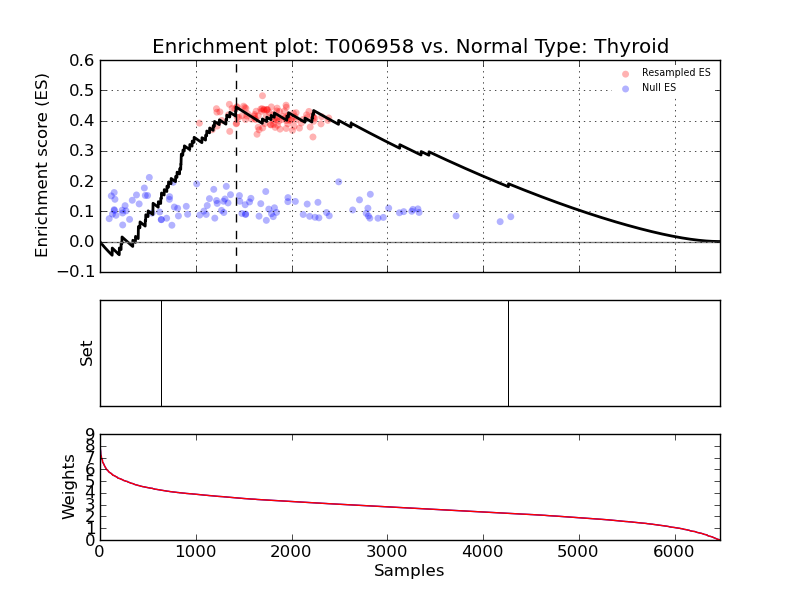 Enrichment plot: T006958 vs. Normal Type: Thyroid
0.6
0.5
0.4
0.3
0.2
0.1
0.0
−0.1
Enrichment score (ES)
Resampled ES
Null ES
Set
9
8
7
6
5
4
3
2
1
0
Weights
0 1000 2000 3000 4000 5000 6000
Samples